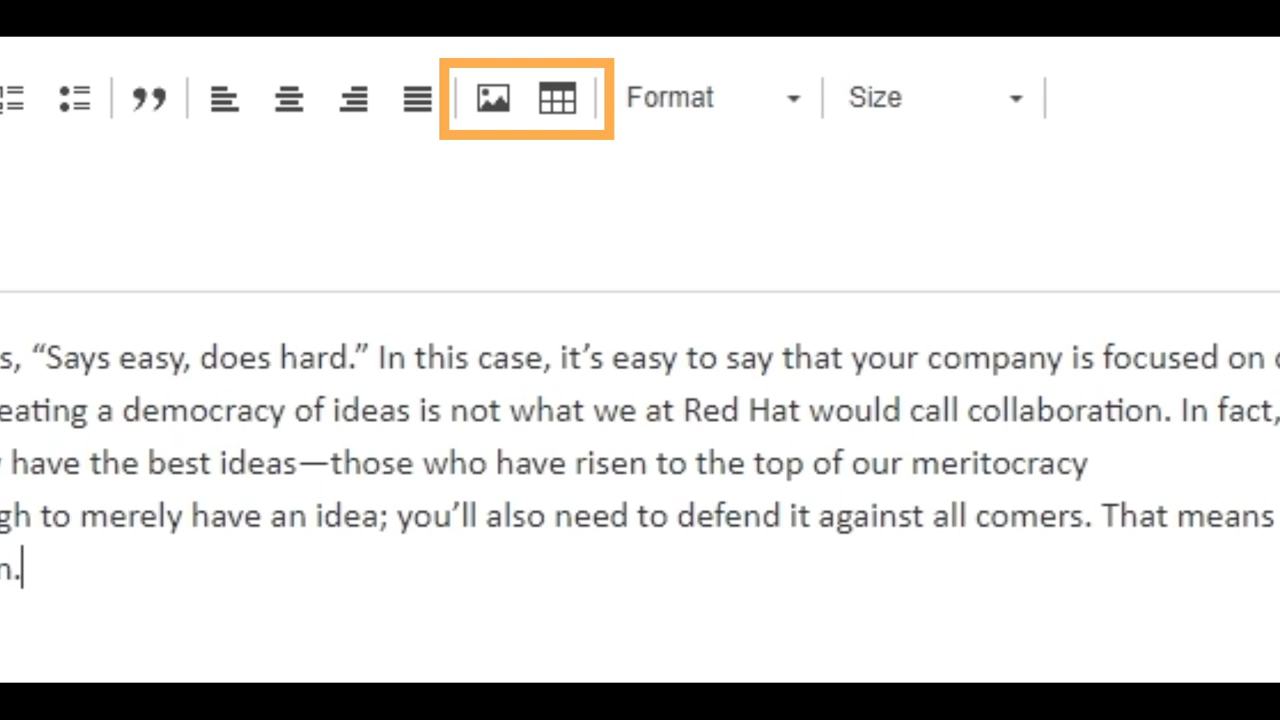 Format Size
s, “Says easy, does hard.” In this case, it’s easy to say that your company is focused on
eating a democracy of ideas is not what we at Red Hat would call collaboration. In fact,
have the best ideas—those who have risen to the top of our meritocracy
gh to merely have an idea; you’ll also need to defend it against all comers. That means
n.